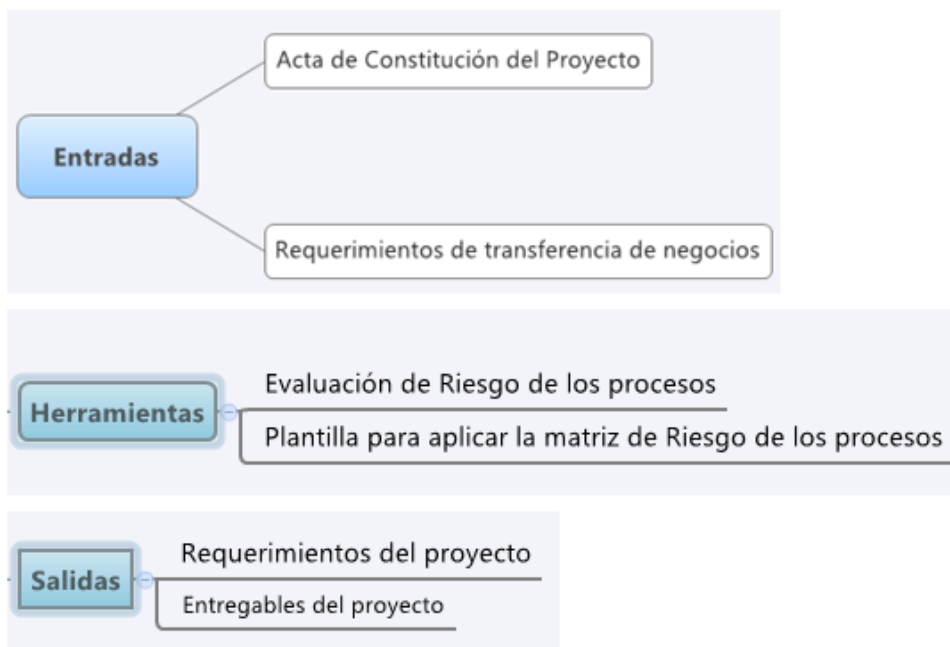 Acta de Constitución del Proyecto
Entradas
Requerimientos de transferencia de negocios
Evaluación de Riesgo de los procesos
Herramientas
Plantilla para aplicar la matriz de Riesgo de los procesos
Requerimientos del proyecto
Salidas
Entregables del proyecto